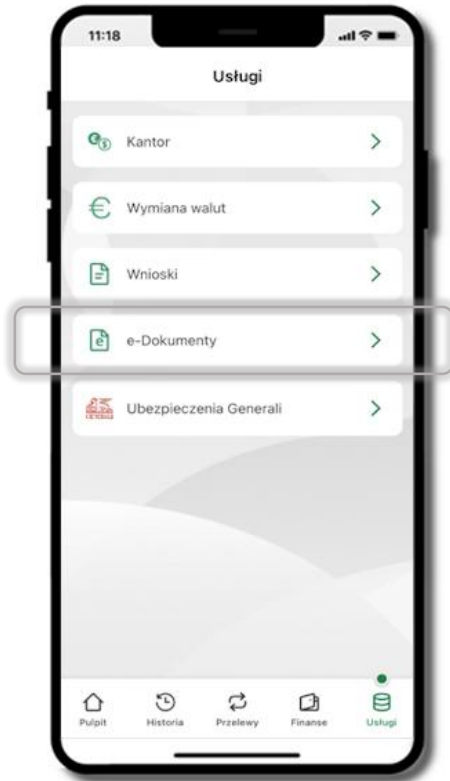 11:18
Usługi
Kantor
Wymiana walut
Wnioski
e-Dokumenty
Ubezpieczenia Generali
Pulpit
Historia
Przelewy
Finanse
Usługi